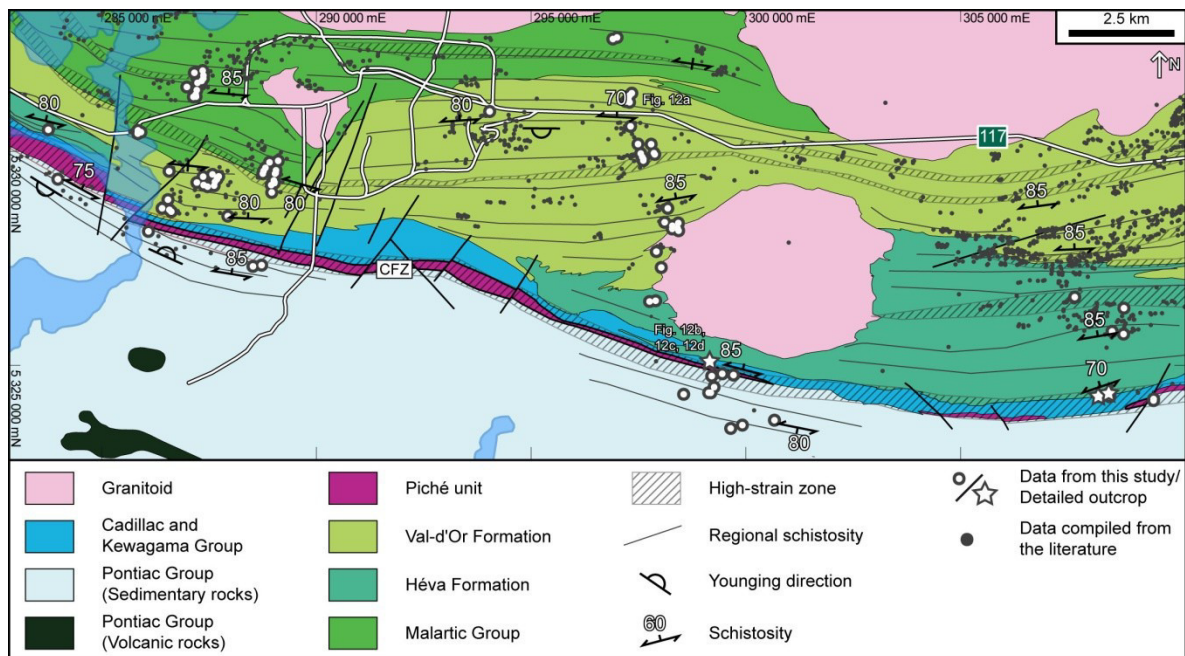 285 000 mE
290 000 mE
295 000 mE
300 000 mE
305 000 mE
2.5 km
N
85
80
80
70
Fig. 12a
117
75
5 330 000 mN
80
80
85
85
85
85
CFZ
Fig. 12b,
12c, 12d
85
85
70
5 325 000 mN
80
Granitoid
Cadillac and
Kewagama Group
Pontiac Group
(Sedimentary rocks)
Pontiac Group
(Volcanic rocks)
Piché unit
Val-d'Or Formation
Héva Formation
Malartic Group
High-strain zone
Regional schistosity
Younging direction
60
Schistosity
Data from this study/
Detailed outcrop
Data compiled from
the literature